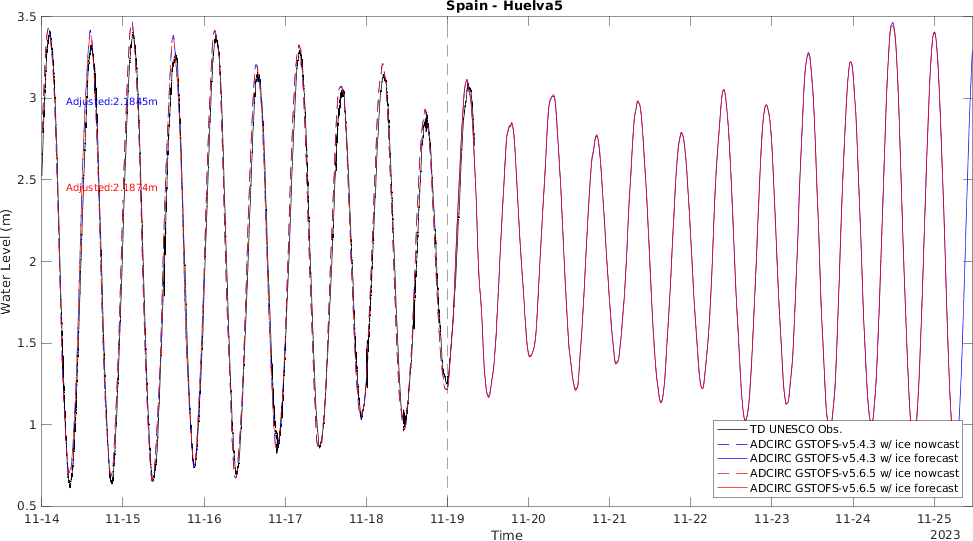 Spain - Huelva5
3.5
3
2.5
2
1.5
1
0.5
Water Level (m)
Adjusted:2.1845m
Adjusted:2.1874m
TD UNESCO Obs.
ADCIRC GSTOFS-v5.4.3 w/ ice nowcast
ADCIRC GSTOFS-v5.4.3 w/ ice forecast
ADCIRC GSTOFS-v5.6.5 w/ ice nowcast
ADCIRC GSTOFS-v5.6.5 w/ ice forecast
11-14 11-15 11-16 11-17 11-18 11-19 11-20 11-21 11-22 11-23 11-24 11-25
2023
Time